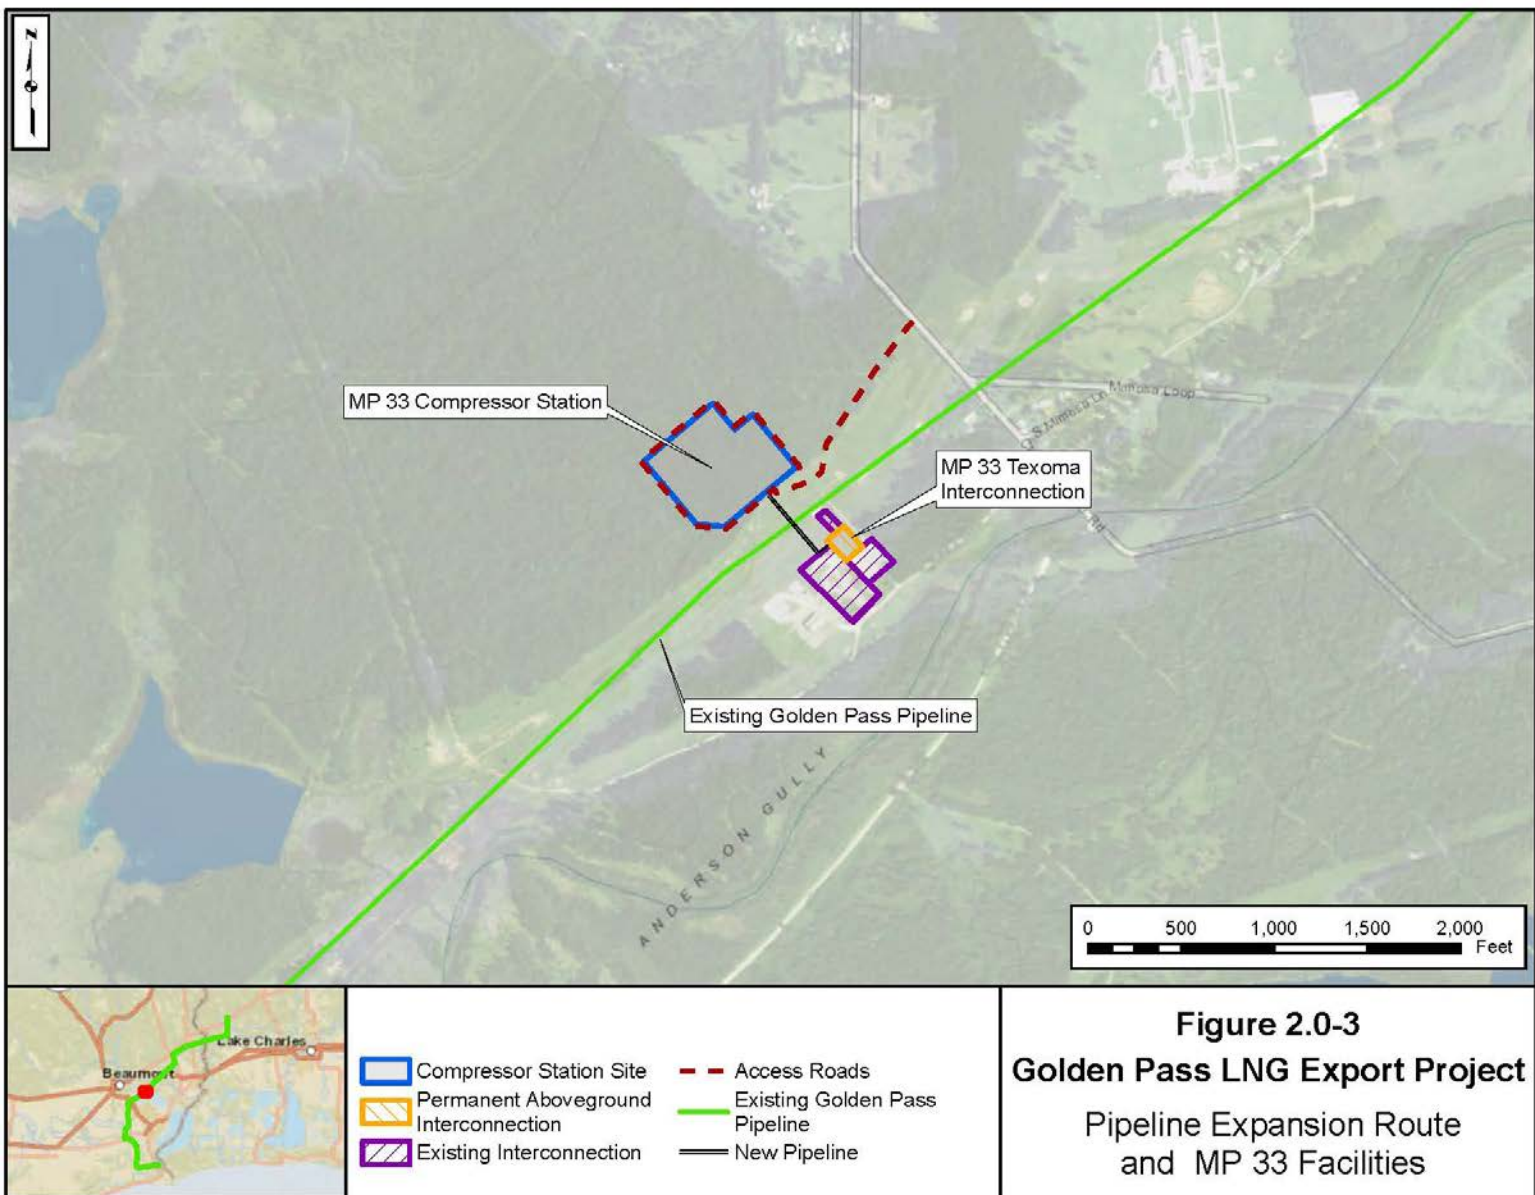 N
Mimosa Loop
S Mimosa Ln
MP 33 Compressor Station
MP 33 Texoma
Interconnection
Rd
Existing Golden Pass Pipeline
ANDERSON GULLY
0 500 1,000 1,500 2,000
Feet
Lake Charles
Beaumont
Compressor Station Site
Permanent Aboveground
Interconnection
Existing Interconnection
Access Roads
Existing Golden Pass
Pipeline
New Pipeline
Figure 2.0-3
Golden Pass LNG Export Project
Pipeline Expansion Route
and MP 33 Facilities